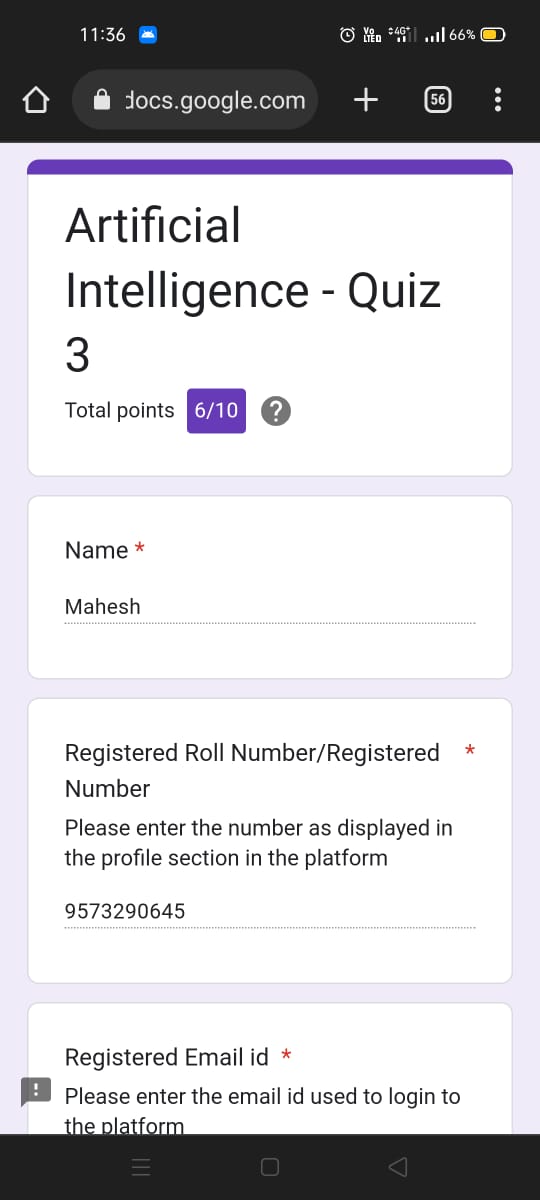 11:36
Vo LTED 4G+ 66%
docs.google.com
56
Artificial
Intelligence - Quiz
3
Total points 6/10 ?
Name *
Mahesh
Registered Roll Number/Registered *
Number
Please enter the number as displayed in
the profile section in the platform
9573290645
Registered Email id *
Please enter the email id used to login to
the platform